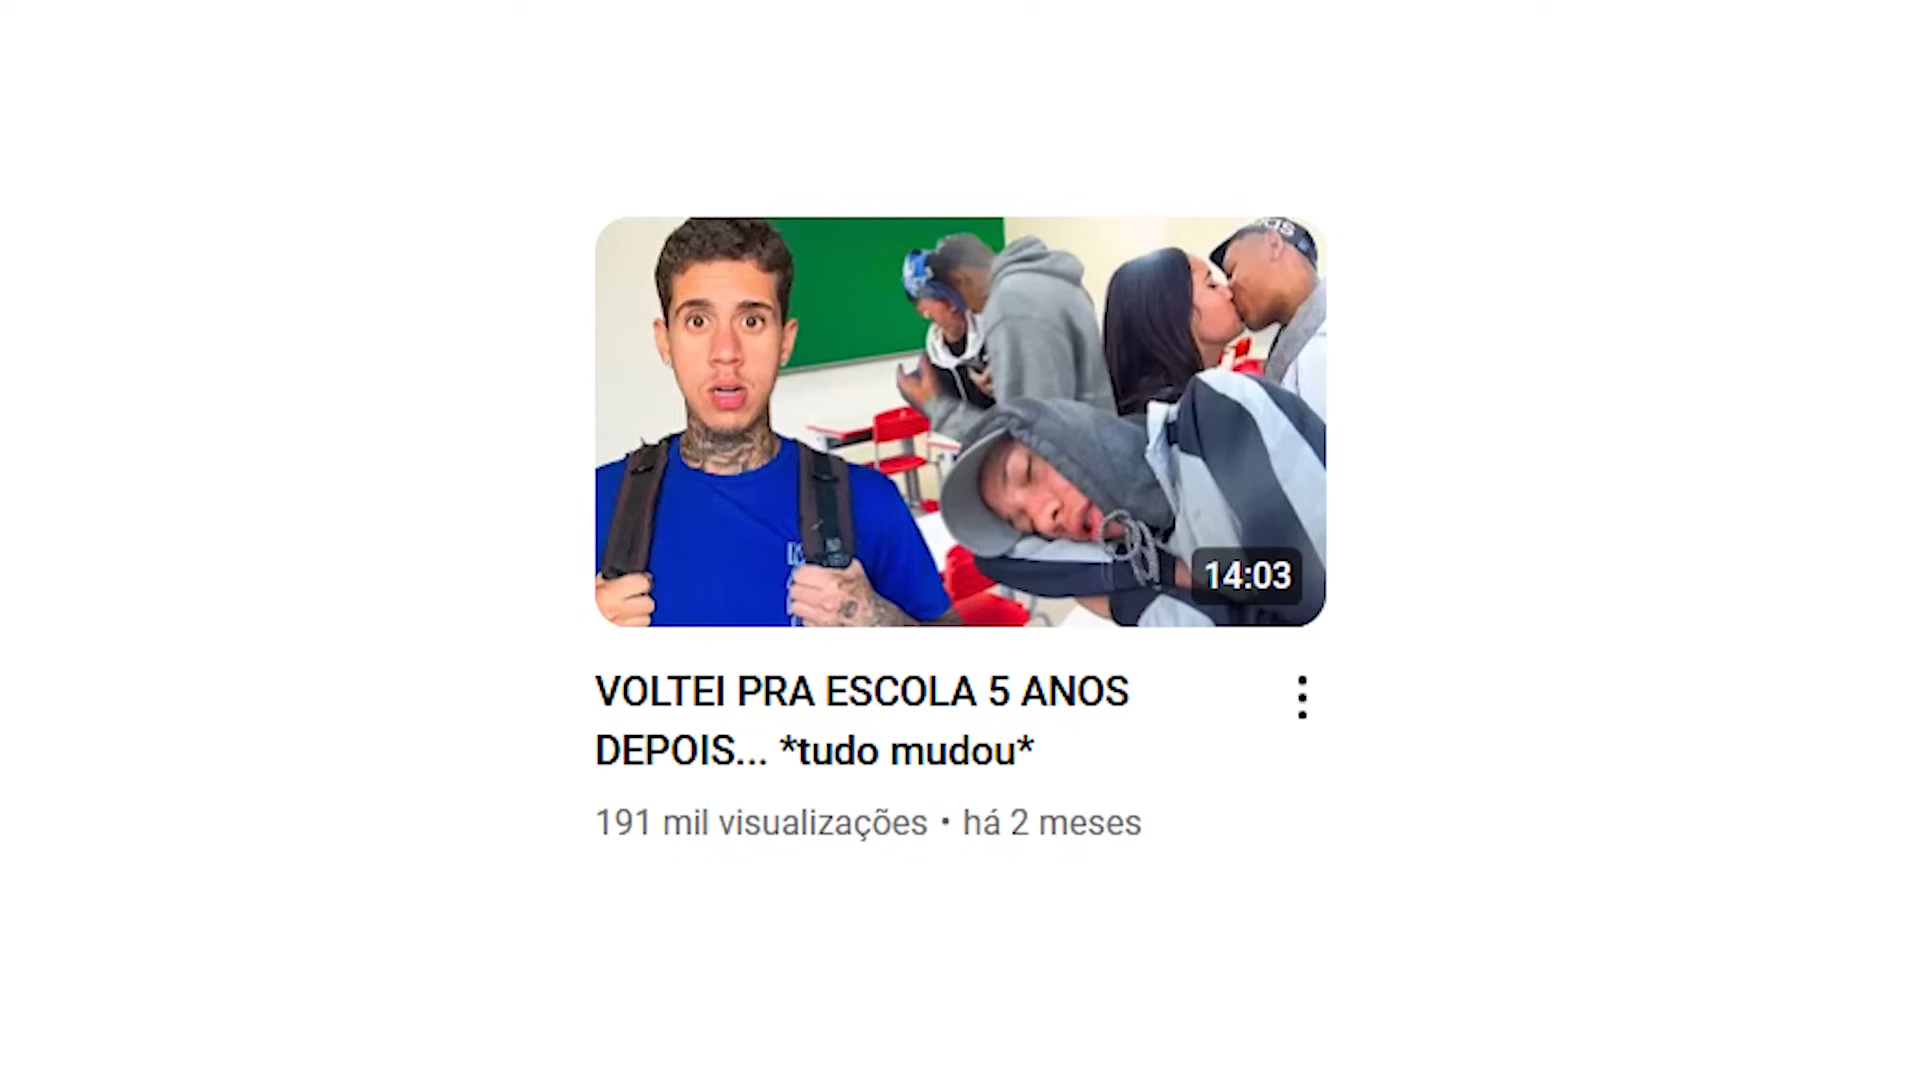 14:03
VOLTEI PRA ESCOLA 5 ANOS
DEPOIS... *tudo mudou*
191 mil visualizações • há 2 meses